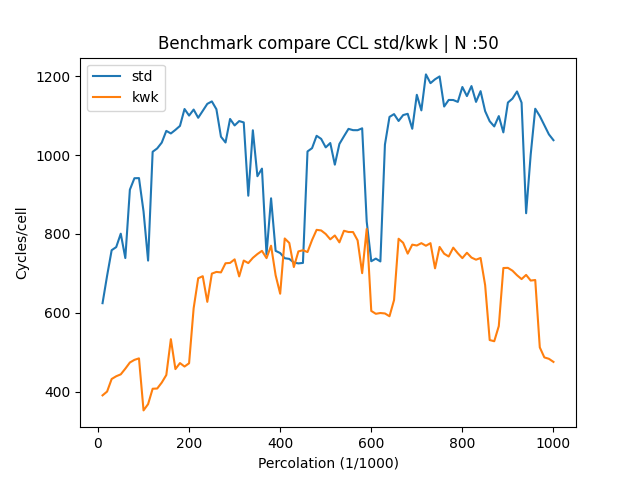 Benchmark compare CCL std/kwk | N :50
std
kwk
Cycles/cell
1200
1000
800
600
400
0 200 400 600 800 1000
Percolation (1/1000)